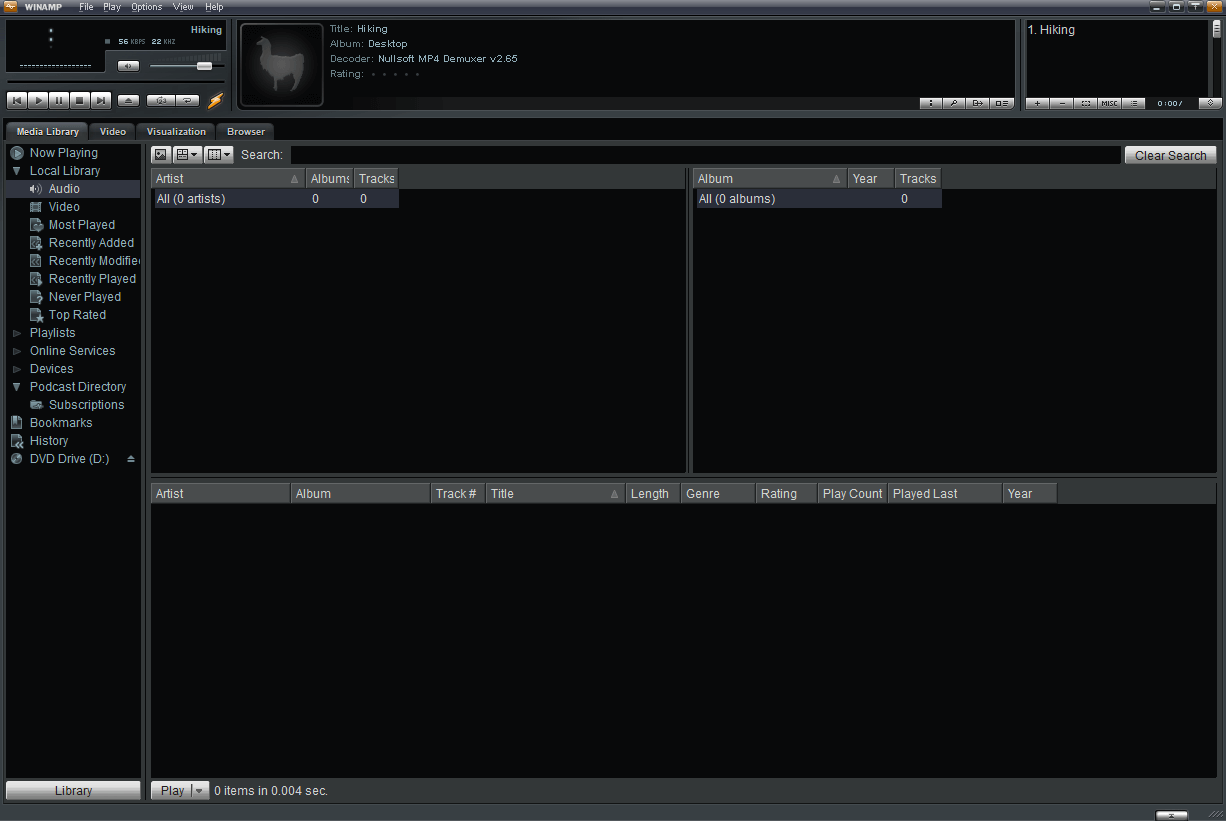 WINAMP File Play Options View Help
Hiking
56 KBPS 22 KHZ
Title: Hiking
Album: Desktop
Decoder: Nullsoft MP4 Demuxer v2.65
Rating:
1. Hiking
MISC 0:00/
Media Library Video Visualization Browser
Now Playing
Local Library
Audio
Video
Most Played
Recently Added
Recently Modifie
Recently Played
Never Played
Top Rated
Playlists
Online Services
Devices
Podcast Directory
Subscriptions
Bookmarks
History
DVD Drive (D:)
Library
Search: Clear Search
Artist Albums Tracks
All (0 artists) 0 0
Album Year Tracks
All (0 albums) 0
Artist Album Track # Title Length Genre Rating Play Count Played Last Year
Play 0 items in 0.004 sec.